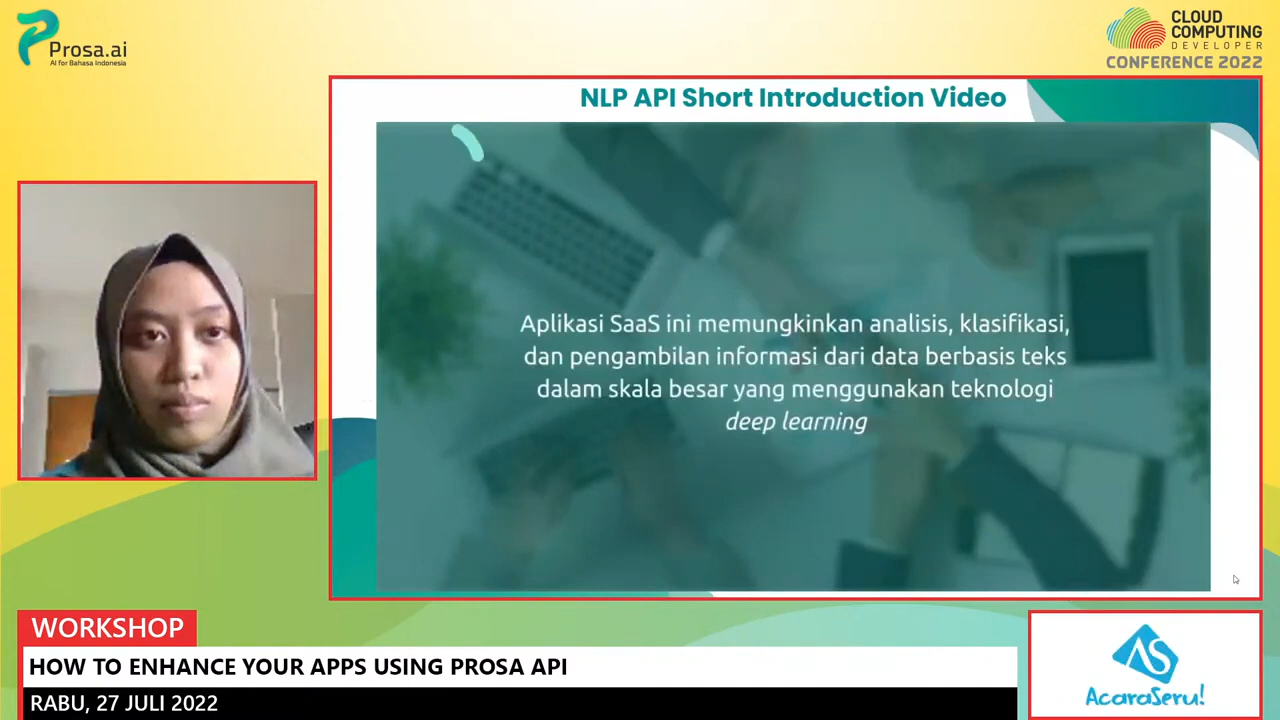 Prosa.ai
AI for Bahasa Indonesia
CLOUD
COMPUTING
DEVELOPER
CONFERENCE 2022
NLP API Short Introduction Video
Aplikasi SaaS ini memungkinkan analisis, klasifikasi,
dan pengambilan informasi dari data berbasis teks
dalam skala besar yang menggunakan teknologi
deep learning
WORKSHOP
HOW TO ENHANCE YOUR APPS USING PROSA API
RABU, 27 JULI 2022
AS
AcaraSeru!